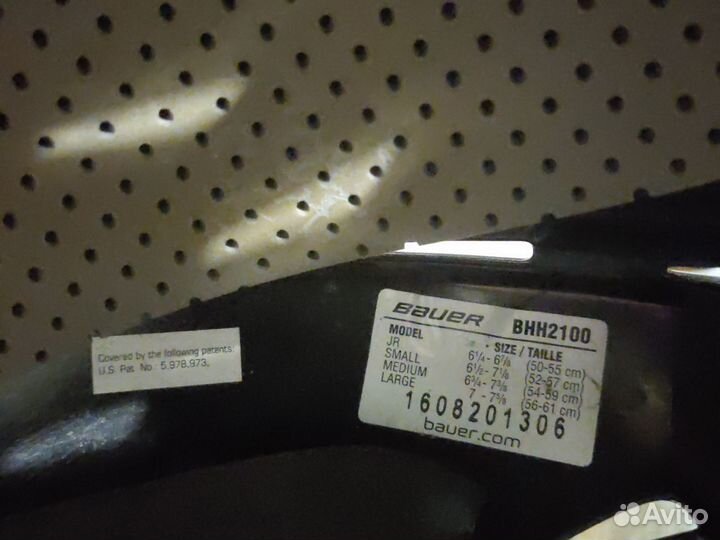 BAUER BHH2100
MODEL - SIZE / TAILLE
JR 6¼ - 6⅞ (50-55 cm)
SMALL 6½ - 7⅛ (52-57 cm)
MEDIUM 6¾ - 7⅜ (54-59 cm)
LARGE 7 - 7⅝ (56-61 cm)
1608201306
bauer.com
Covered by the following patents:
U.S. Pat. No.: 5,978,973,
Avito